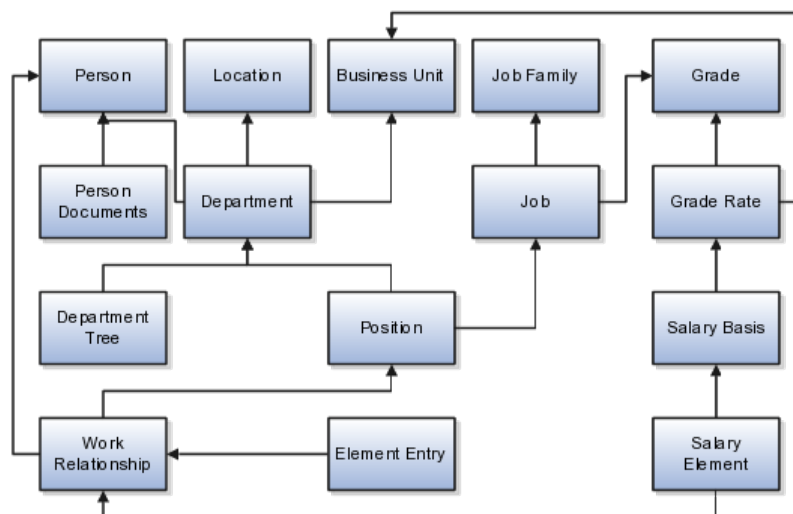 Person
Location
Business Unit
Job Family
Grade
Person
Documents
Department
Job
Grade Rate
Department
Tree
Position
Salary Basis
Work
Relationship
Element Entry
Salary
Element